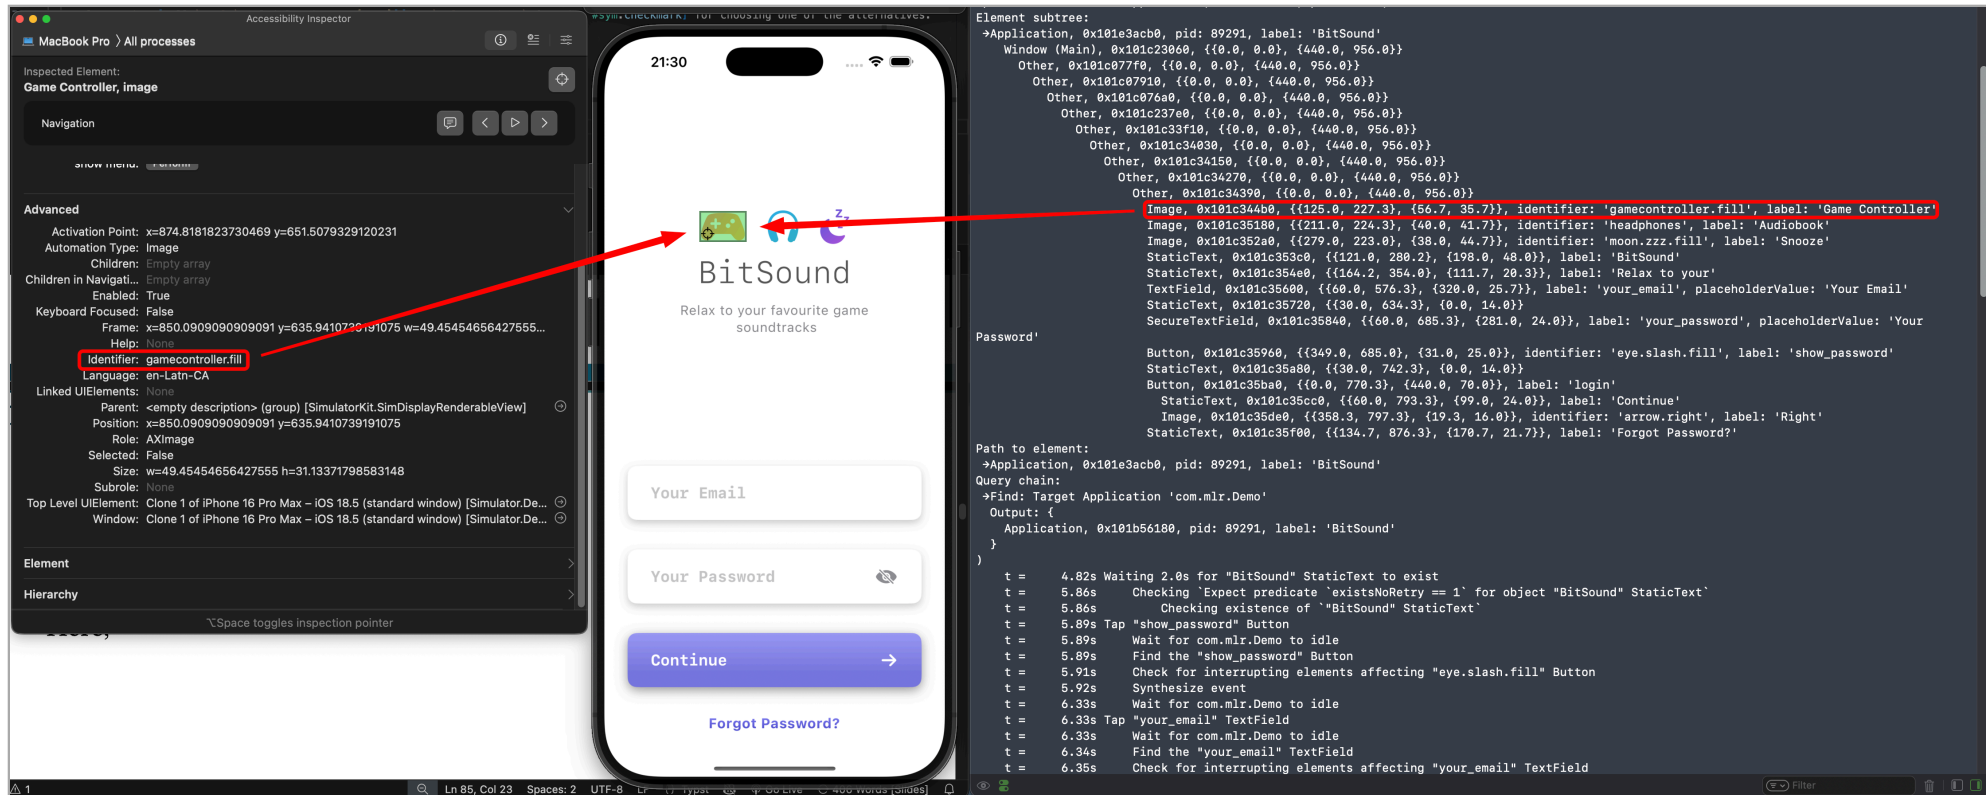 Accessibility Inspector
MacBook Pro 〉All processes
Inspected Element:
Game Controller, image
Navigation
show menu: Perform
Advanced
Activation Point: x=874.8181823730469 y=651.5079329120231
Automation Type: Image
Children: Empty array
Children in Navigati... Empty array
Enabled: True
Keyboard Focused: False
Frame: x=850.0909090909091 y=635.9410739191075 w=49.45454656427555...
Help: None
Identifier: gamecontroller.fill
Language: en-Latn-CA
Linked UIElements: None
Parent: <empty description> (group) [SimulatorKit.SimDisplayRenderableView]
Position: x=850.0909090909091 y=635.9410739191075
Role: AXImage
Selected: False
Size: w=49.45454656427555 h=31.13371798583148
Subrole: None
Top Level UIElement: Clone 1 of iPhone 16 Pro Max – iOS 18.5 (standard window) [Simulator.De...
Window: Clone 1 of iPhone 16 Pro Max – iOS 18.5 (standard window) [Simulator.De...
Element
Hierarchy
⌥Space toggles inspection pointer
#sym.checkmark] for choosing one of the alternatives.
21:30
BitSound
Relax to your favourite game
soundtracks
Your Email
Your Password
Continue
Forgot Password?
1
Ln 85, Col 23 Spaces: 2 UTF-8 LF Typst Go Live 400 Words [Slides]
Element subtree:
→Application, 0x101e3acb0, pid: 89291, label: 'BitSound'
Window (Main), 0x101c23060, {{0.0, 0.0}, {440.0, 956.0}}
Other, 0x101c077f0, {{0.0, 0.0}, {440.0, 956.0}}
Other, 0x101c07910, {{0.0, 0.0}, {440.0, 956.0}}
Other, 0x101c076a0, {{0.0, 0.0}, {440.0, 956.0}}
Other, 0x101c237e0, {{0.0, 0.0}, {440.0, 956.0}}
Other, 0x101c33f10, {{0.0, 0.0}, {440.0, 956.0}}
Other, 0x101c34030, {{0.0, 0.0}, {440.0, 956.0}}
Other, 0x101c34150, {{0.0, 0.0}, {440.0, 956.0}}
Other, 0x101c34270, {{0.0, 0.0}, {440.0, 956.0}}
Other, 0x101c34390, {{0.0, 0.0}, {440.0, 956.0}}
Image, 0x101c344b0, {{125.0, 227.3}, {56.7, 35.7}}, identifier: 'gamecontroller.fill', label: 'Game Controller'
Image, 0x101c35180, {{211.0, 224.3}, {40.0, 41.7}}, identifier: 'headphones', label: 'Audiobook'
Image, 0x101c352a0, {{279.0, 223.0}, {38.0, 44.7}}, identifier: 'moon.zzz.fill', label: 'Snooze'
StaticText, 0x101c353c0, {{121.0, 280.2}, {198.0, 48.0}}, label: 'BitSound'
StaticText, 0x101c354e0, {{164.2, 354.0}, {111.7, 20.3}}, label: 'Relax to your'
TextField, 0x101c35600, {{60.0, 576.3}, {320.0, 25.7}}, label: 'your_email', placeholderValue: 'Your Email'
StaticText, 0x101c35720, {{30.0, 634.3}, {0.0, 14.0}}
SecureTextField, 0x101c35840, {{60.0, 685.3}, {281.0, 24.0}}, label: 'your_password', placeholderValue: 'Your
Password'
Button, 0x101c35960, {{349.0, 685.0}, {31.0, 25.0}}, identifier: 'eye.slash.fill', label: 'show_password'
StaticText, 0x101c35a80, {{30.0, 742.3}, {0.0, 14.0}}
Button, 0x101c35ba0, {{0.0, 770.3}, {440.0, 70.0}}, label: 'login'
StaticText, 0x101c35cc0, {{60.0, 793.3}, {99.0, 24.0}}, label: 'Continue'
Image, 0x101c35de0, {{358.3, 797.3}, {19.3, 16.0}}, identifier: 'arrow.right', label: 'Right'
StaticText, 0x101c35f00, {{134.7, 876.3}, {170.7, 21.7}}, label: 'Forgot Password?'
Path to element:
→Application, 0x101e3acb0, pid: 89291, label: 'BitSound'
Query chain:
→Find: Target Application 'com.mlr.Demo'
Output: {
Application, 0x101b56180, pid: 89291, label: 'BitSound'
}
)
t = 4.82s Waiting 2.0s for "BitSound" StaticText to exist
t = 5.86s Checking `Expect predicate `existsNoRetry == 1` for object "BitSound" StaticText`
t = 5.86s Checking existence of `"BitSound" StaticText`
t = 5.89s Tap "show_password" Button
t = 5.89s Wait for com.mlr.Demo to idle
t = 5.89s Find the "show_password" Button
t = 5.91s Check for interrupting elements affecting "eye.slash.fill" Button
t = 5.92s Synthesize event
t = 6.33s Wait for com.mlr.Demo to idle
t = 6.33s Tap "your_email" TextField
t = 6.33s Wait for com.mlr.Demo to idle
t = 6.34s Find the "your_email" TextField
t = 6.35s Check for interrupting elements affecting "your_email" TextField
Filter